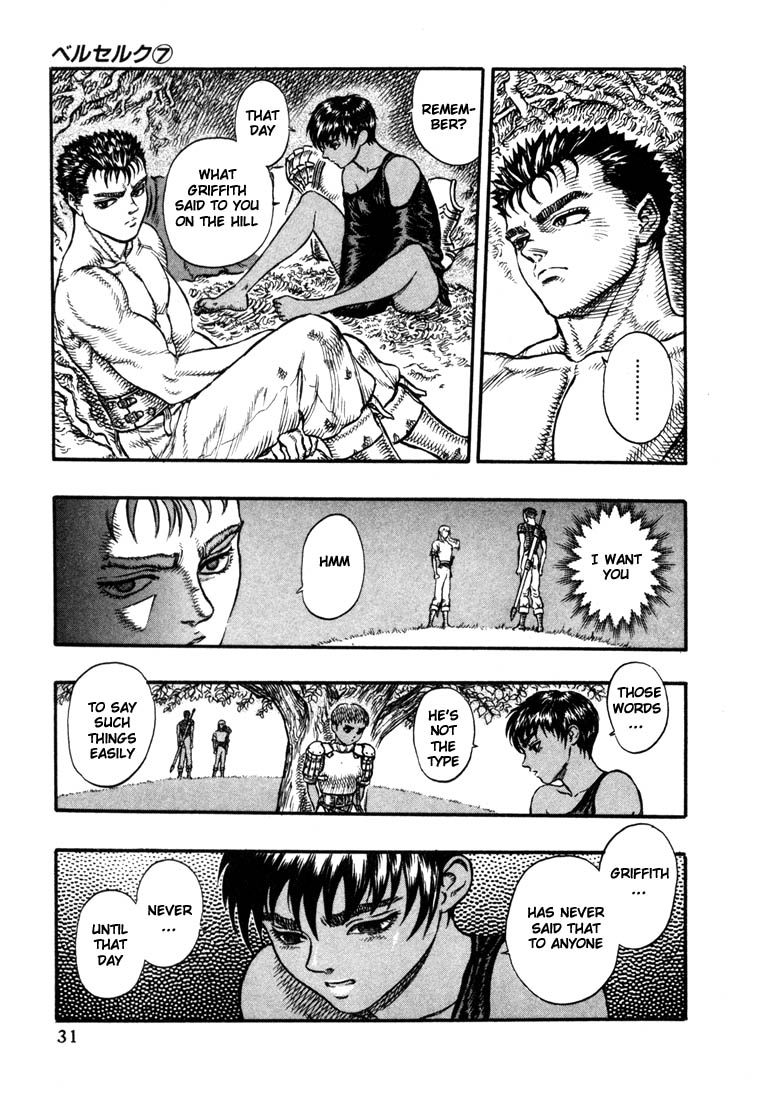 ベルセルク⑦
..........
REMEM-
BER?
THAT
DAY
WHAT
GRIFFITH
SAID TO YOU
ON THE HILL
I WANT
YOU
HMM
THOSE
WORDS
...
HE'S
NOT
THE
TYPE
TO SAY
SUCH
THINGS
EASILY
GRIFFITH
...
HAS NEVER
SAID THAT
TO ANYONE
NEVER
...
UNTIL
THAT
DAY
31